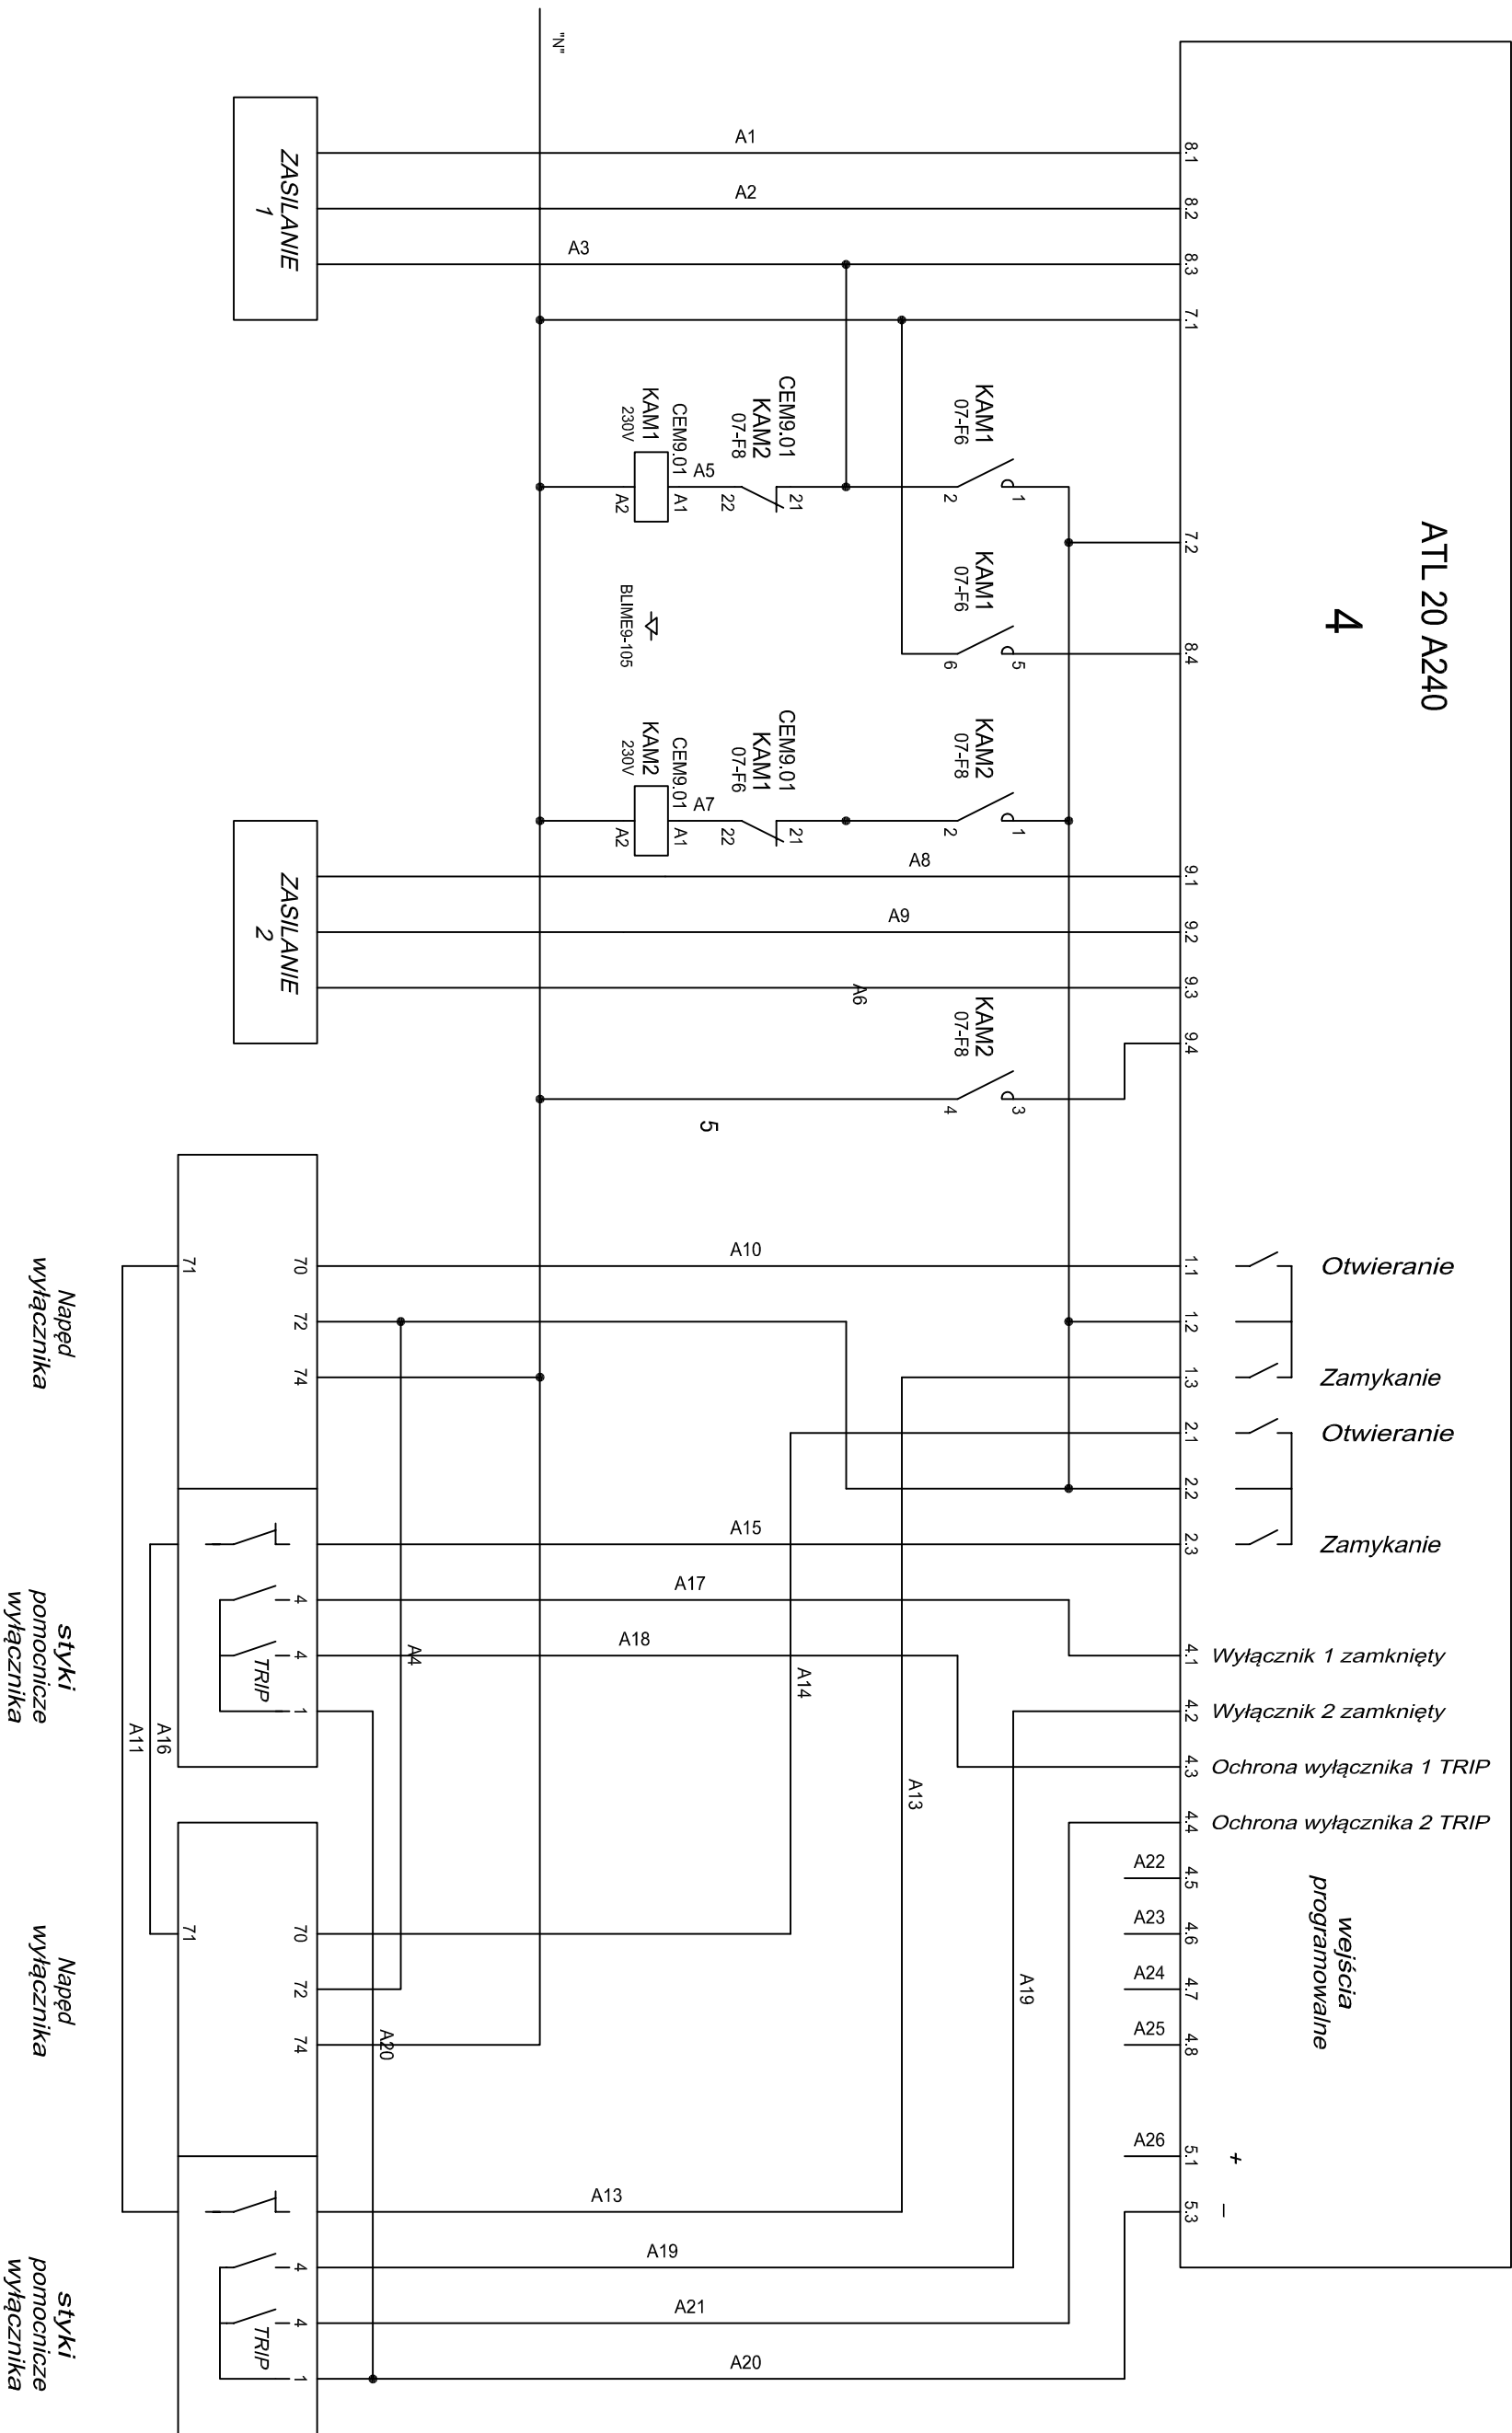 "N"
ZASILANIE
1
A1
A2
A3
8.1
8.2
8.3
7.1
7.2
8.4
ATL 20 A240
4
KAM1
07-F6
1
2
KAM1
07-F6
5
6
CEM9.01
KAM2
07-F8
21
22
A5
CEM9.01
KAM1
230V
A1
A2
BLIME9-105
KAM2
07-F8
1
2
CEM9.01
KAM1
07-F6
21
22
A7
CEM9.01
KAM2
230V
A1
A2
ZASILANIE
2
A8
A9
A6
9.1
9.2
9.3
9.4
KAM2
07-F8
3
4
5
A10
1.1
Otwieranie
1.2
1.3
Zamykanie
2.1
Otwieranie
2.2
2.3
Zamykanie
70
71
72
74
Napęd
wyłącznika
A15
A17
A18
4
4
TRIP
1
A4
A14
A13
A16
A11
styki
pomocnicze
wyłącznika
4.1
Wyłącznik 1 zamknięty
4.2
Wyłącznik 2 zamknięty
4.3
Ochrona wyłącznika 1 TRIP
4.4
Ochrona wyłącznika 2 TRIP
A22
4.5
A23
4.6
A24
4.7
A25
4.8
wejścia
programowalne
A19
A20
70
71
72
74
Napęd
wyłącznika
A26
5.1
+
5.3
–
A13
A19
A21
A20
4
4
TRIP
1
styki
pomocnicze
wyłącznika